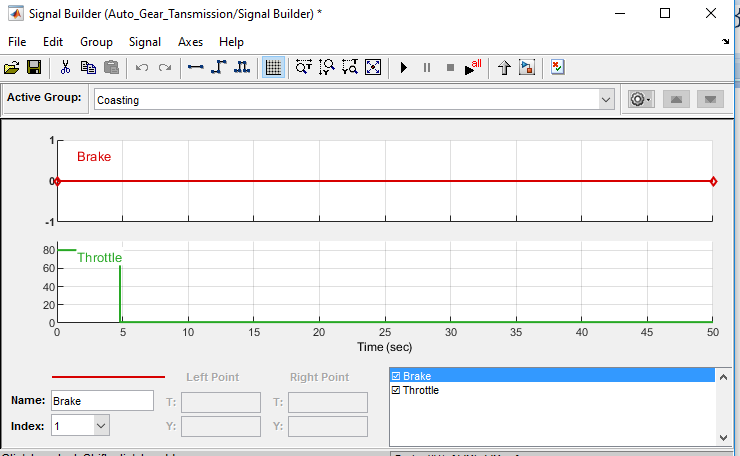 Signal Builder (Auto_Gear_Tansmission/Signal Builder) *
File Edit Group Signal Axes Help
all
Active Group: Coasting
1
Brake
0
-1
80
Throttle
60
40
20
0
0 5 10 15 20 25 30 35 40 45 50
Time (sec)
Left Point Right Point
Name: Brake T: T:
Index: 1 Y: Y:
Brake
Throttle